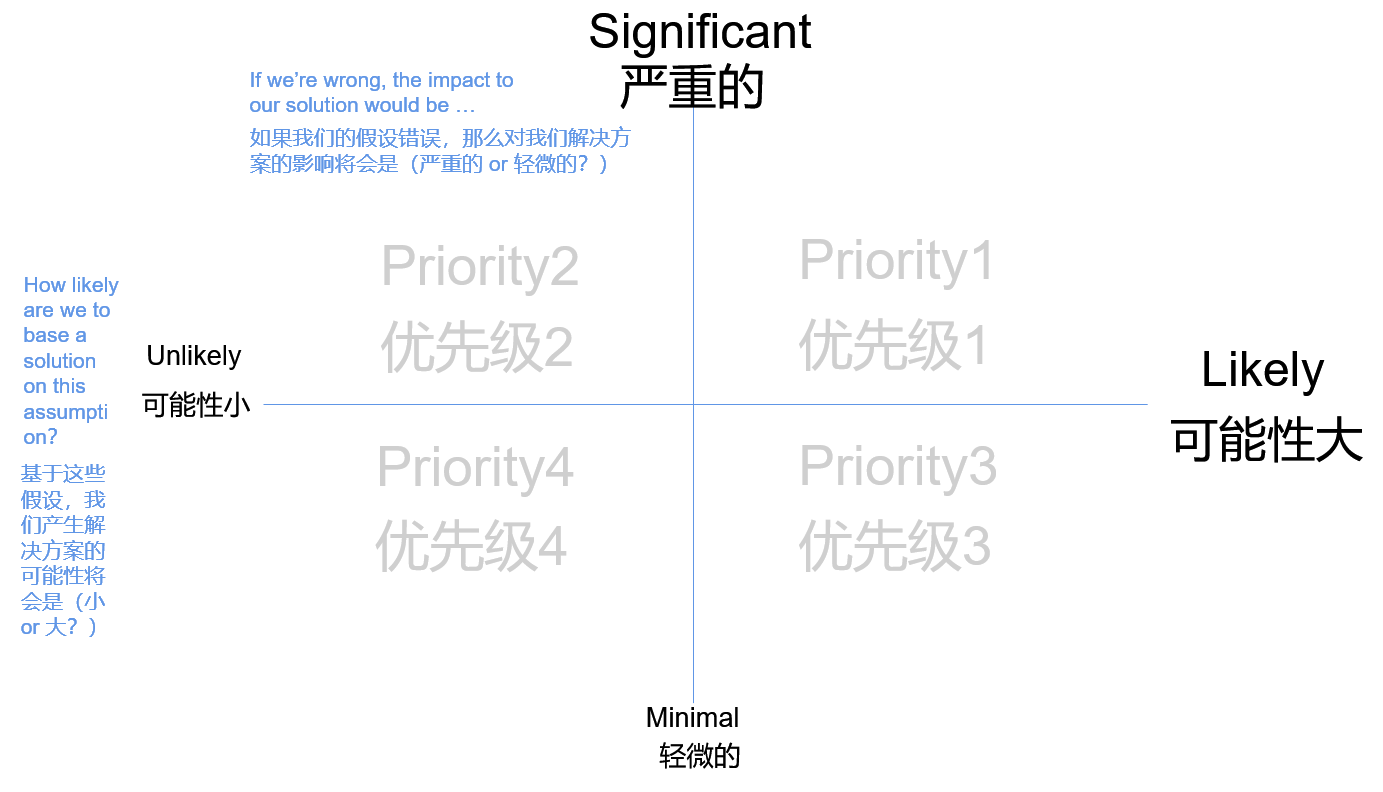 Significant
严重的
If we're wrong, the impact to
our solution would be …
如果我们的假设错误，那么对我们解决方
案的影响将会是（严重的 or 轻微的？）
Priority2
优先级2
Priority1
优先级1
How likely
are we to
base a
solution
on this
assumpti
on?
基于这些
假设，我
们产生解
决方案的
可能性将
会是（小
or 大？）
Unlikely
可能性小
Likely
可能性大
Priority4
优先级4
Priority3
优先级3
Minimal
轻微的